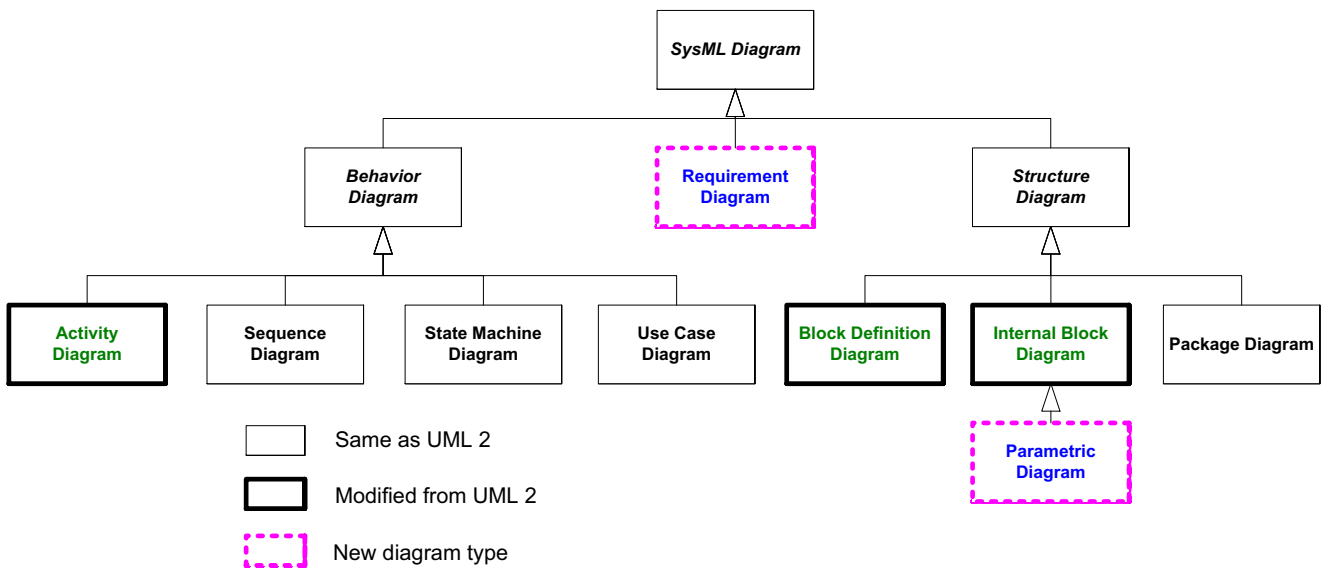 SysML Diagram
Behavior
Diagram
Requirement
Diagram
Structure
Diagram
Activity
Diagram
Sequence
Diagram
State Machine
Diagram
Use Case
Diagram
Block Definition
Diagram
Internal Block
Diagram
Package Diagram
Same as UML 2
Parametric
Diagram
Modified from UML 2
New diagram type